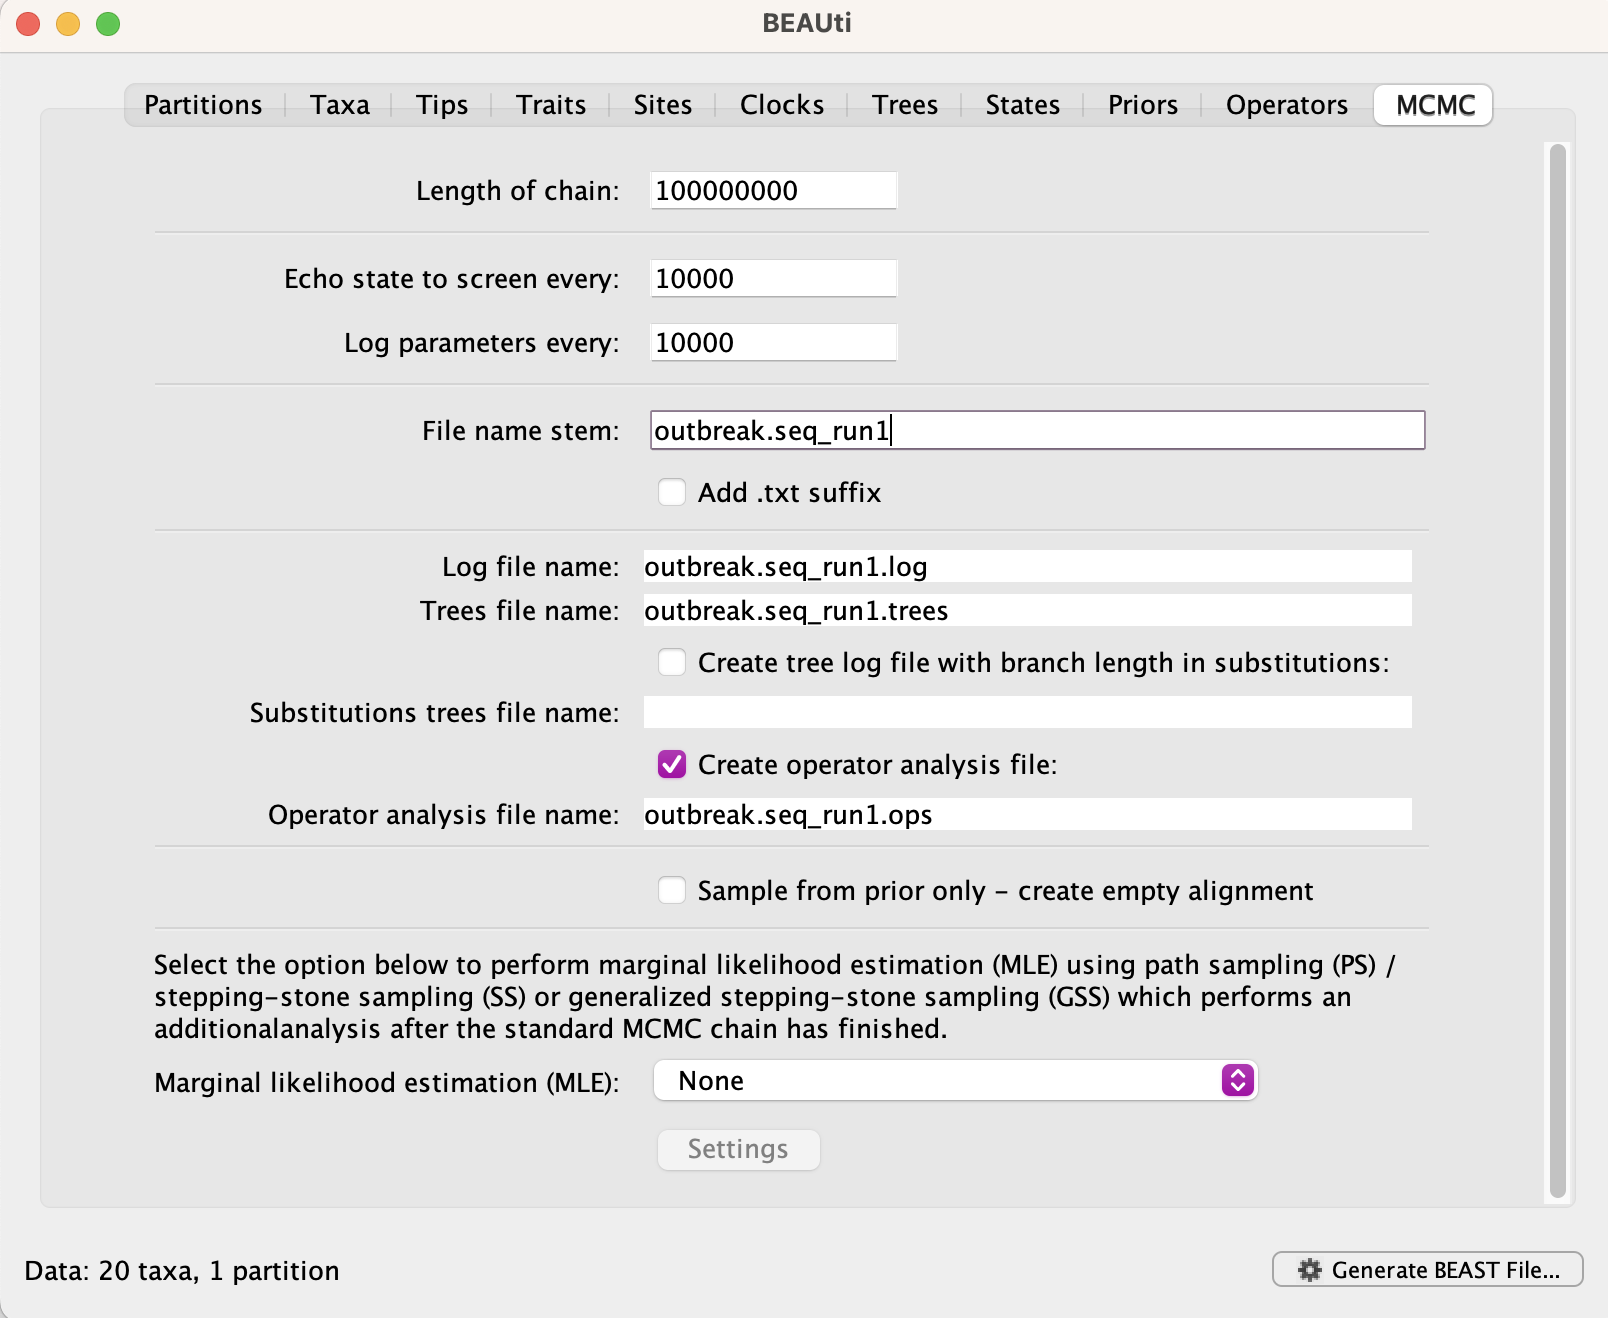 BEAUti
Partitions Taxa Tips Traits Sites Clocks Trees States Priors Operators MCMC
Length of chain: 100000000
Echo state to screen every: 10000
Log parameters every: 10000
File name stem: outbreak.seq_run1
Add .txt suffix
Log file name: outbreak.seq_run1.log
Trees file name: outbreak.seq_run1.trees
Create tree log file with branch length in substitutions:
Substitutions trees file name:
Create operator analysis file:
Operator analysis file name: outbreak.seq_run1.ops
Sample from prior only – create empty alignment
Select the option below to perform marginal likelihood estimation (MLE) using path sampling (PS) /
stepping-stone sampling (SS) or generalized stepping-stone sampling (GSS) which performs an
additionalanalysis after the standard MCMC chain has finished.
Marginal likelihood estimation (MLE): None
Settings
Data: 20 taxa, 1 partition
Generate BEAST File...